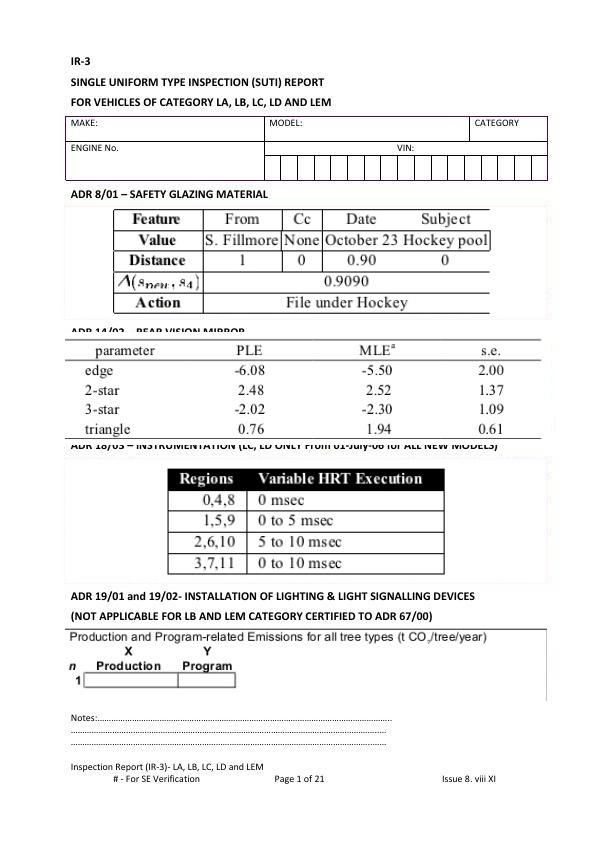 IR-3
SINGLE UNIFORM TYPE INSPECTION (SUTI) REPORT
FOR VEHICLES OF CATEGORY LA, LB, LC, LD AND LEM
MAKE: MODEL: CATEGORY
ENGINE No. VIN:
ADR 8/01 – SAFETY GLAZING MATERIAL
Feature From Cc Date Subject
Value S. Fillmore None October 23 Hockey pool
Distance 1 0 0.90 0
Λ(sₙₑw, s₄) 0.9090
Action File under Hockey
ADR 14/02 – REAR VISION MIRROR
parameter PLE MLEᵃ s.e.
edge -6.08 -5.50 2.00
2-star 2.48 2.52 1.37
3-star -2.02 -2.30 1.09
triangle 0.76 1.94 0.61
ADR 18/03 – INSTRUMENTATION (LC, LD ONLY From 01-July-06 for ALL NEW MODELS)
Regions Variable HRT Execution
0,4,8 0 msec
1,5,9 0 to 5 msec
2,6,10 5 to 10 msec
3,7,11 0 to 10 msec
ADR 19/01 and 19/02- INSTALLATION OF LIGHTING & LIGHT SIGNALLING DEVICES
(NOT APPLICABLE FOR LB AND LEM CATEGORY CERTIFIED TO ADR 67/00)
Production and Program-related Emissions for all tree types (t CO₂/tree/year)
X Y
n Production Program
1
Notes:....................................................................................................
....................................................................................................
....................................................................................................
Inspection Report (IR-3)- LA, LB, LC, LD and LEM
# - For SE Verification Page 1 of 21 Issue 8. viii XI